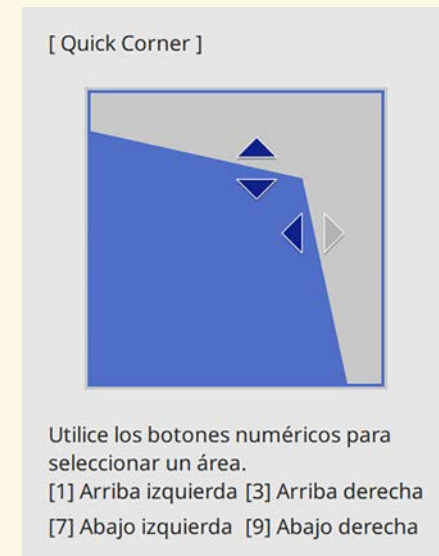 [ Quick Corner ]
Utilice los botones numéricos para
seleccionar un área.
[1] Arriba izquierda [3] Arriba derecha
[7] Abajo izquierda [9] Abajo derecha